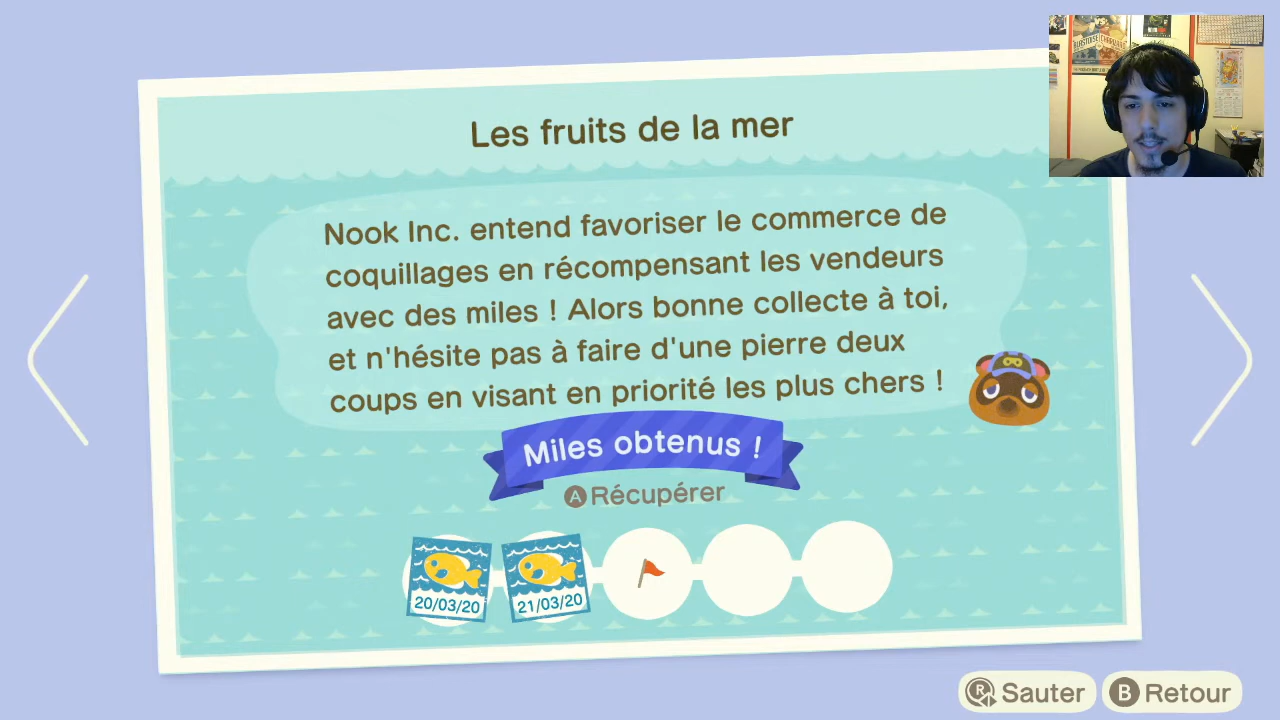 Les fruits de la mer
Nook Inc. entend favoriser le commerce de
coquillages en récompensant les vendeurs
avec des miles ! Alors bonne collecte à toi,
et n'hésite pas à faire d'une pierre deux
coups en visant en priorité les plus chers !
Miles obtenus !
A Récupérer
20/03/20
21/03/20
R Sauter
B Retour